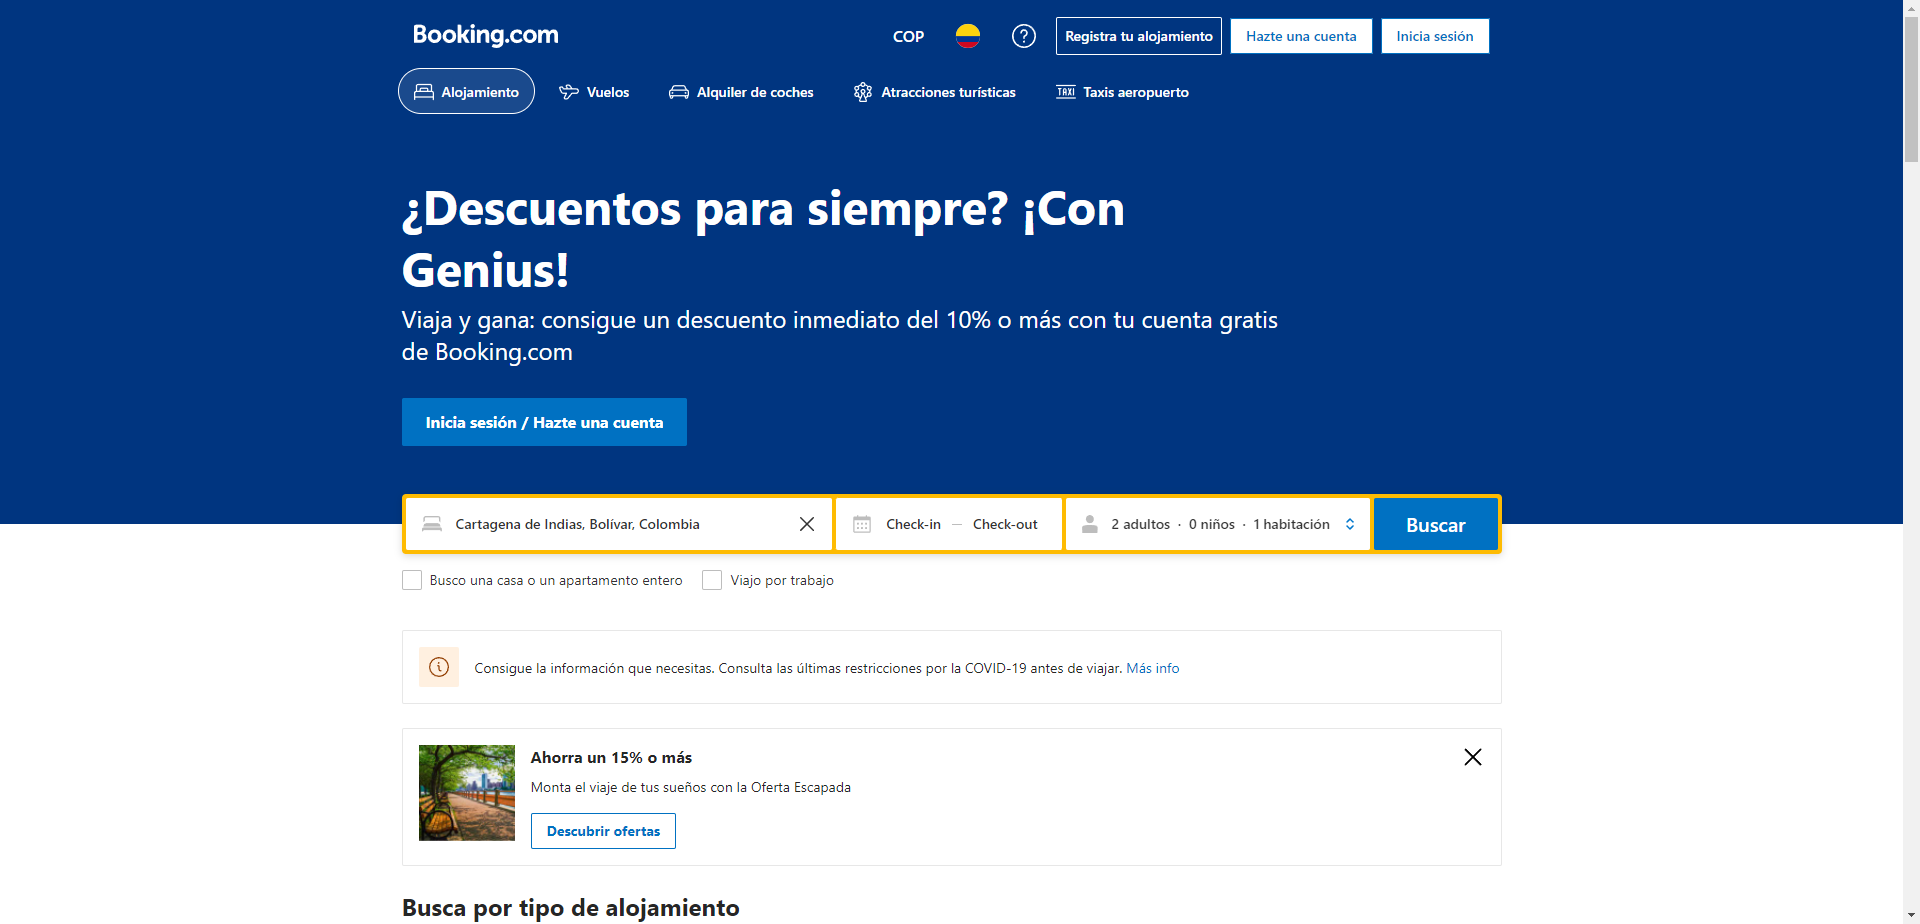 Booking.com
COP
Registra tu alojamiento
Hazte una cuenta
Inicia sesión
Alojamiento
Vuelos
Alquiler de coches
Atracciones turísticas
TAXI
Taxis aeropuerto
¿Descuentos para siempre? ¡Con
Genius!
Viaja y gana: consigue un descuento inmediato del 10% o más con tu cuenta gratis
de Booking.com
Inicia sesión / Hazte una cuenta
Cartagena de Indias, Bolívar, Colombia
Check-in — Check-out
2 adultos · 0 niños · 1 habitación
Buscar
Busco una casa o un apartamento entero
Viajo por trabajo
Consigue la información que necesitas. Consulta las últimas restricciones por la COVID-19 antes de viajar. Más info
Ahorra un 15% o más
Monta el viaje de tus sueños con la Oferta Escapada
Descubrir ofertas
Busca por tipo de alojamiento